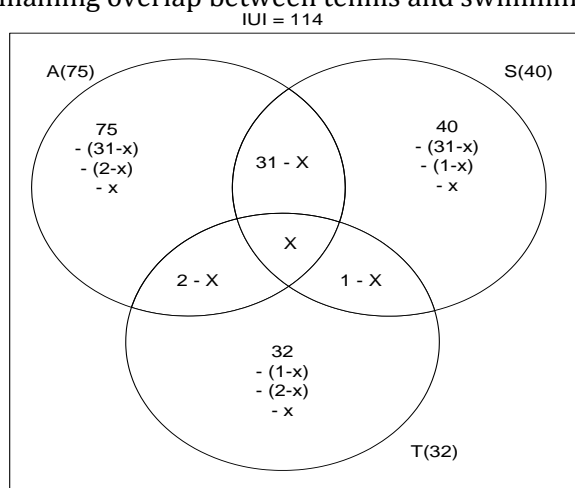 maining overlap between tennis and swimmin
IUI = 114
A(75)
S(40)
75
- (31-x)
- (2-x)
- x
40
- (31-x)
- (1-x)
- x
31 - X
X
2 - X
1 - X
32
- (1-x)
- (2-x)
- x
T(32)